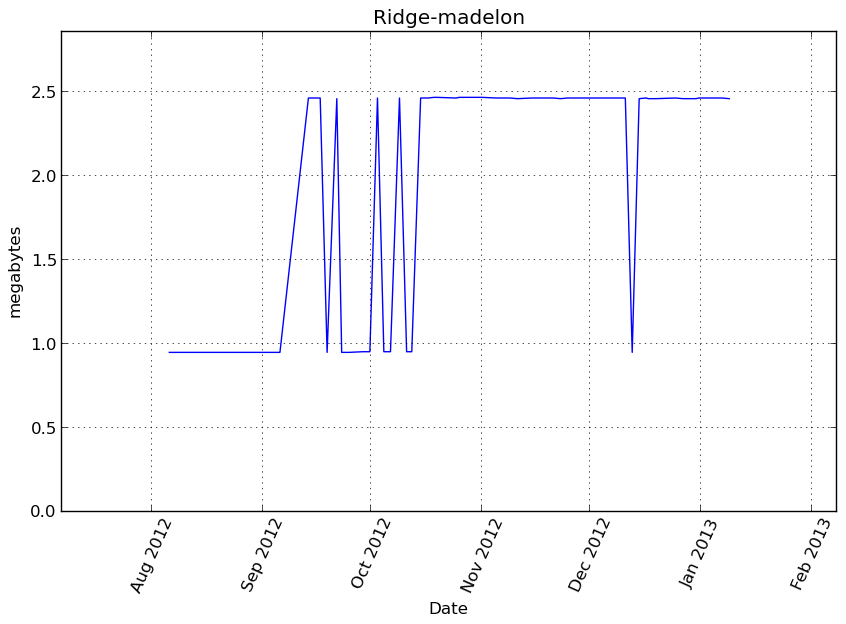 Ridge-madelon
megabytes
2.5
2.0
1.5
1.0
0.5
0.0
Aug 2012
Sep 2012
Oct 2012
Nov 2012
Dec 2012
Jan 2013
Feb 2013
Date